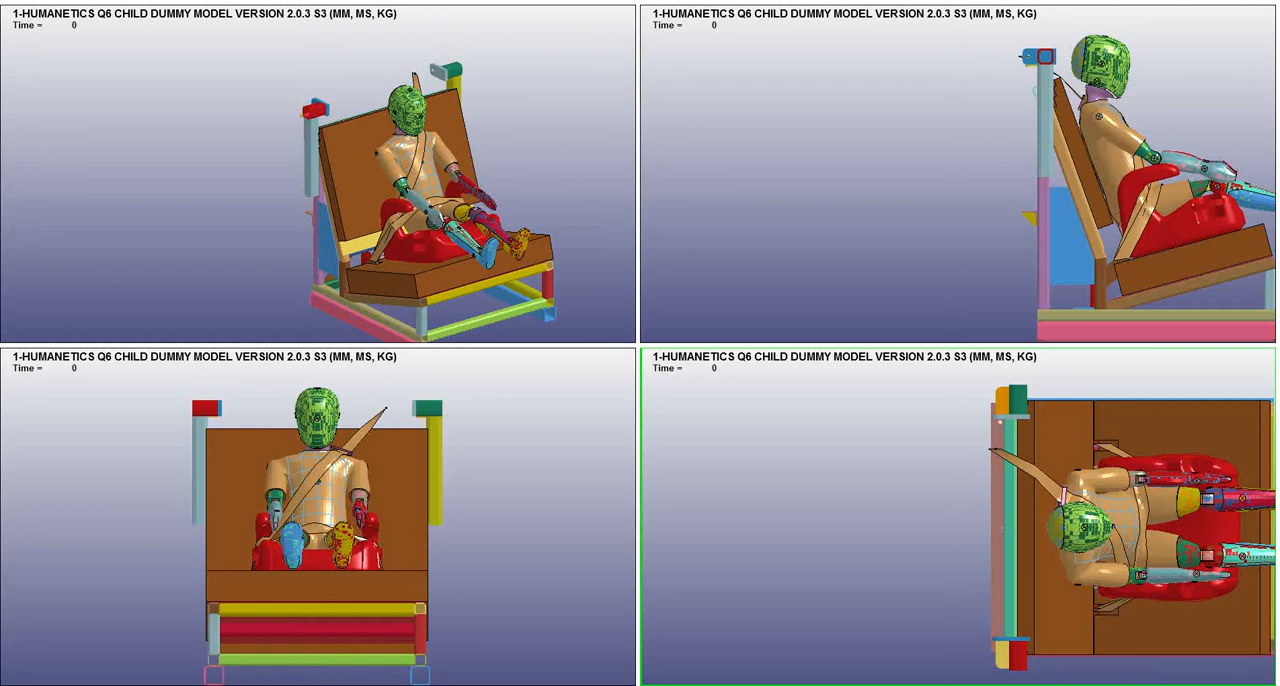 1-HUMANETICS Q6 CHILD DUMMY MODEL VERSION 2.0.3 S3 (MM, MS, KG)
Time = 0
1-HUMANETICS Q6 CHILD DUMMY MODEL VERSION 2.0.3 S3 (MM, MS, KG)
Time = 0
1-HUMANETICS Q6 CHILD DUMMY MODEL VERSION 2.0.3 S3 (MM, MS, KG)
Time = 0
1-HUMANETICS Q6 CHILD DUMMY MODEL VERSION 2.0.3 S3 (MM, MS, KG)
Time = 0